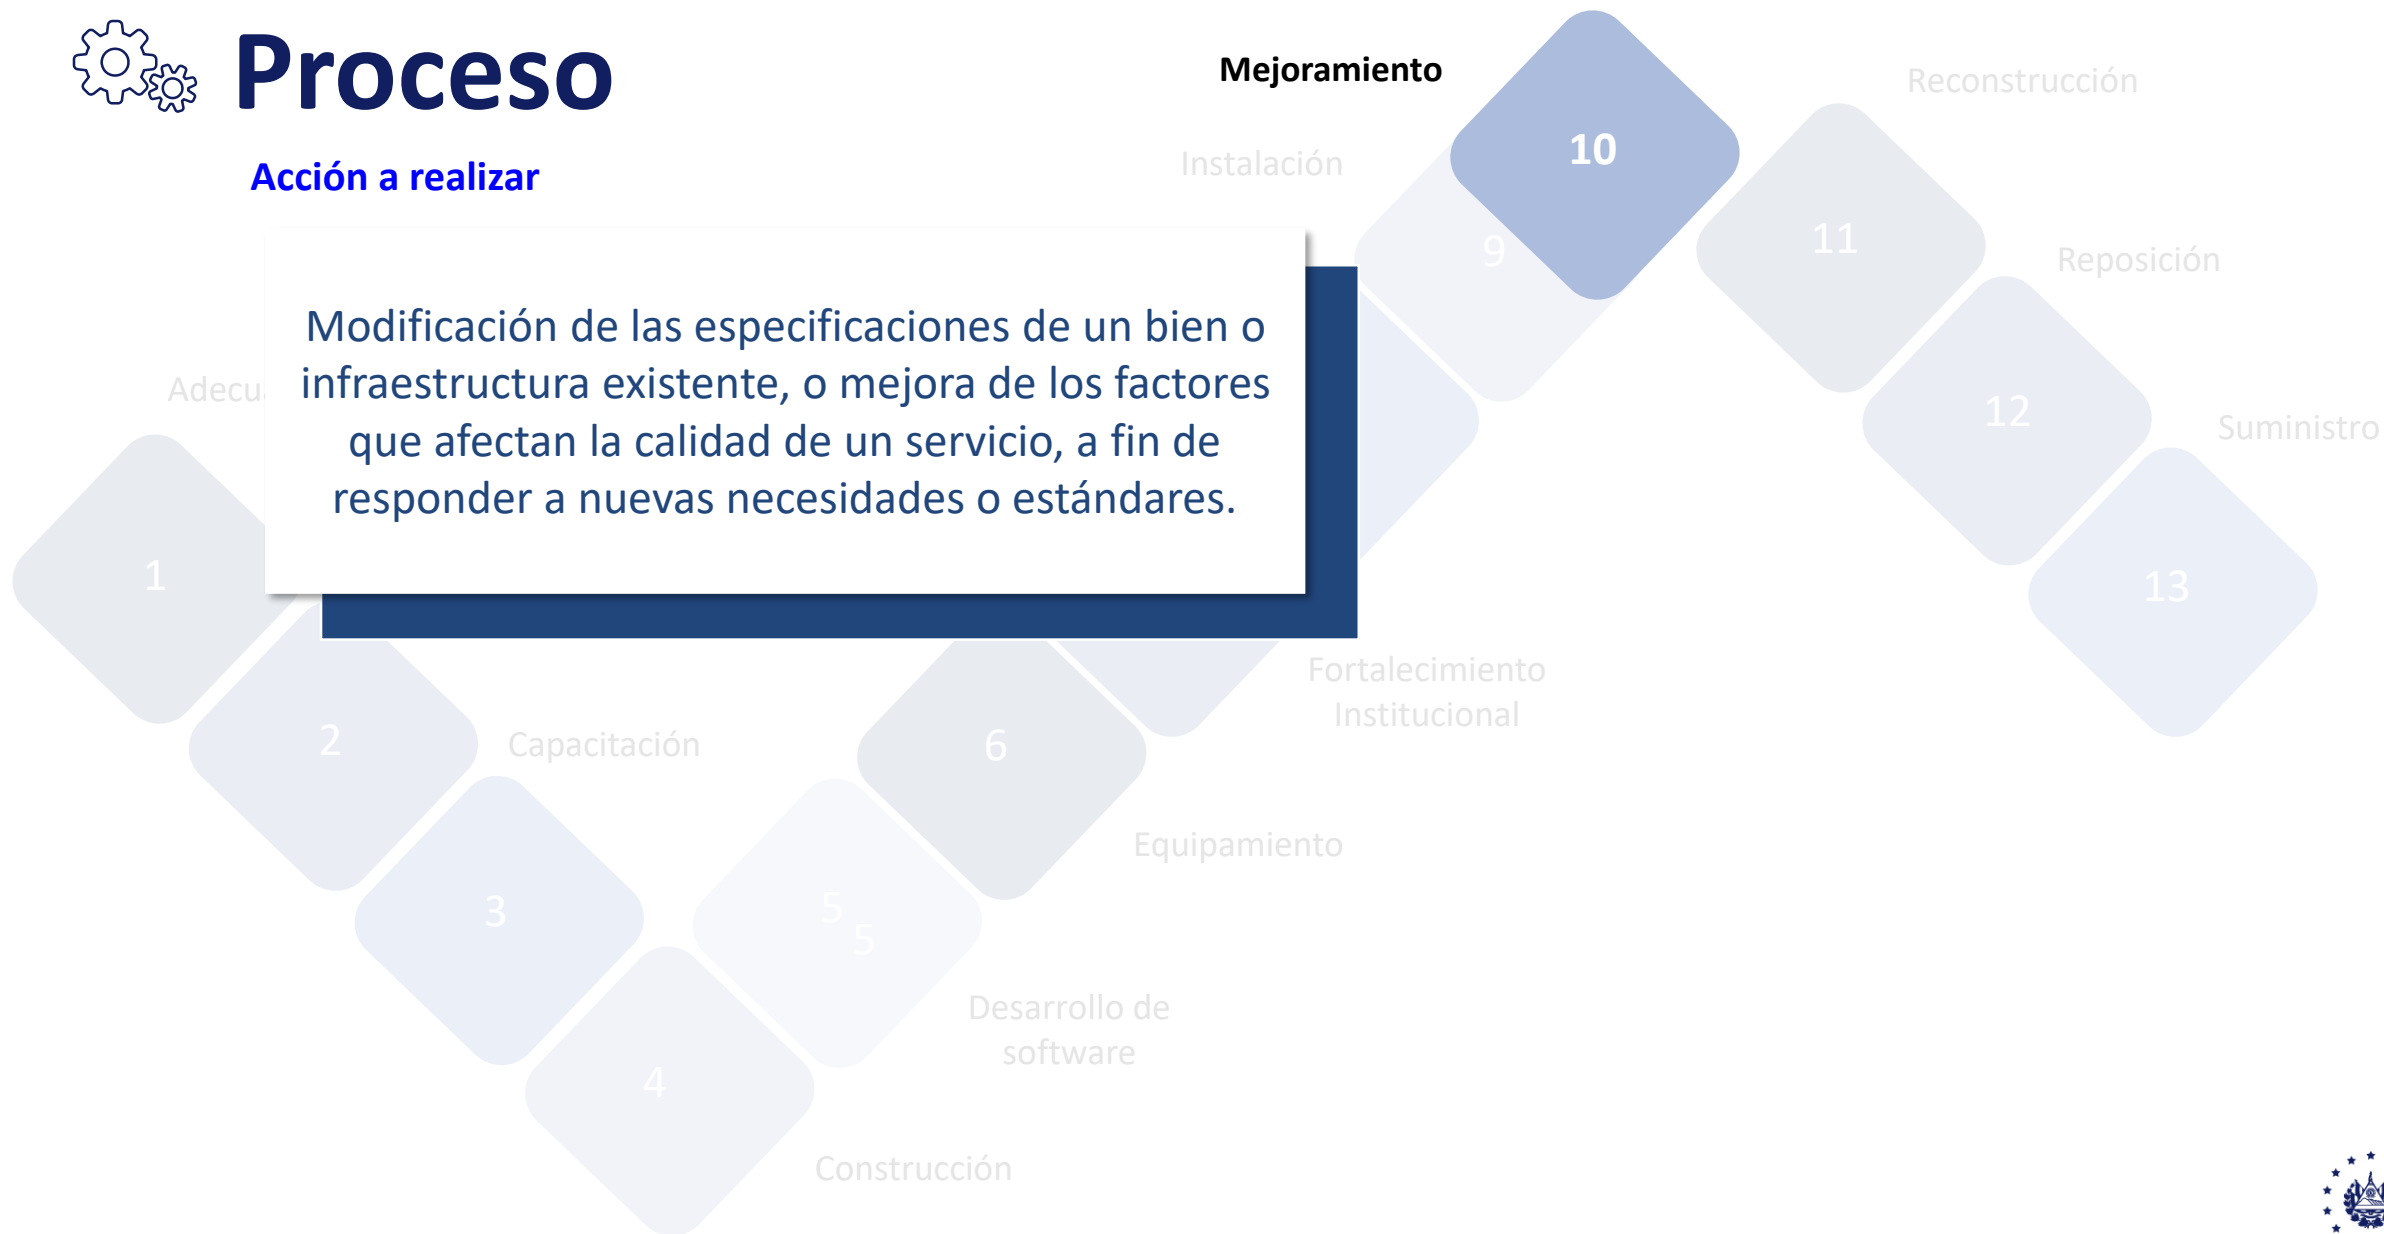 Proceso
Mejoramiento
Reconstrucción
10
Instalación
Acción a realizar
9
11
Reposición
Modificación de las especificaciones de un bien o
infraestructura existente, o mejora de los factores
que afectan la calidad de un servicio, a fin de
responder a nuevas necesidades o estándares.
12
Suministro
1
13
Fortalecimiento
Institucional
2
Capacitación
6
Equipamiento
3
5
5
Desarrollo de
software
4
Construcción